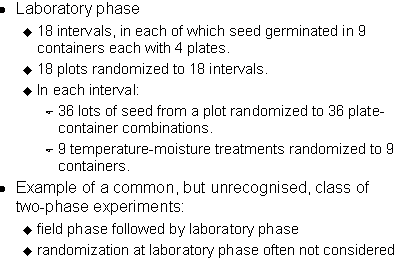 Laboratory phase
18 intervals, in each of which seed germinated in 9
containers each with 4 plates.
18 plots randomized to 18 intervals.
In each interval:
– 36 lots of seed from a plot randomized to 36 plate-
container combinations.
– 9 temperature-moisture treatments randomized to 9
containers.
Example of a common, but unrecognised, class of
two-phase experiments:
field phase followed by laboratory phase
randomization at laboratory phase often not considered